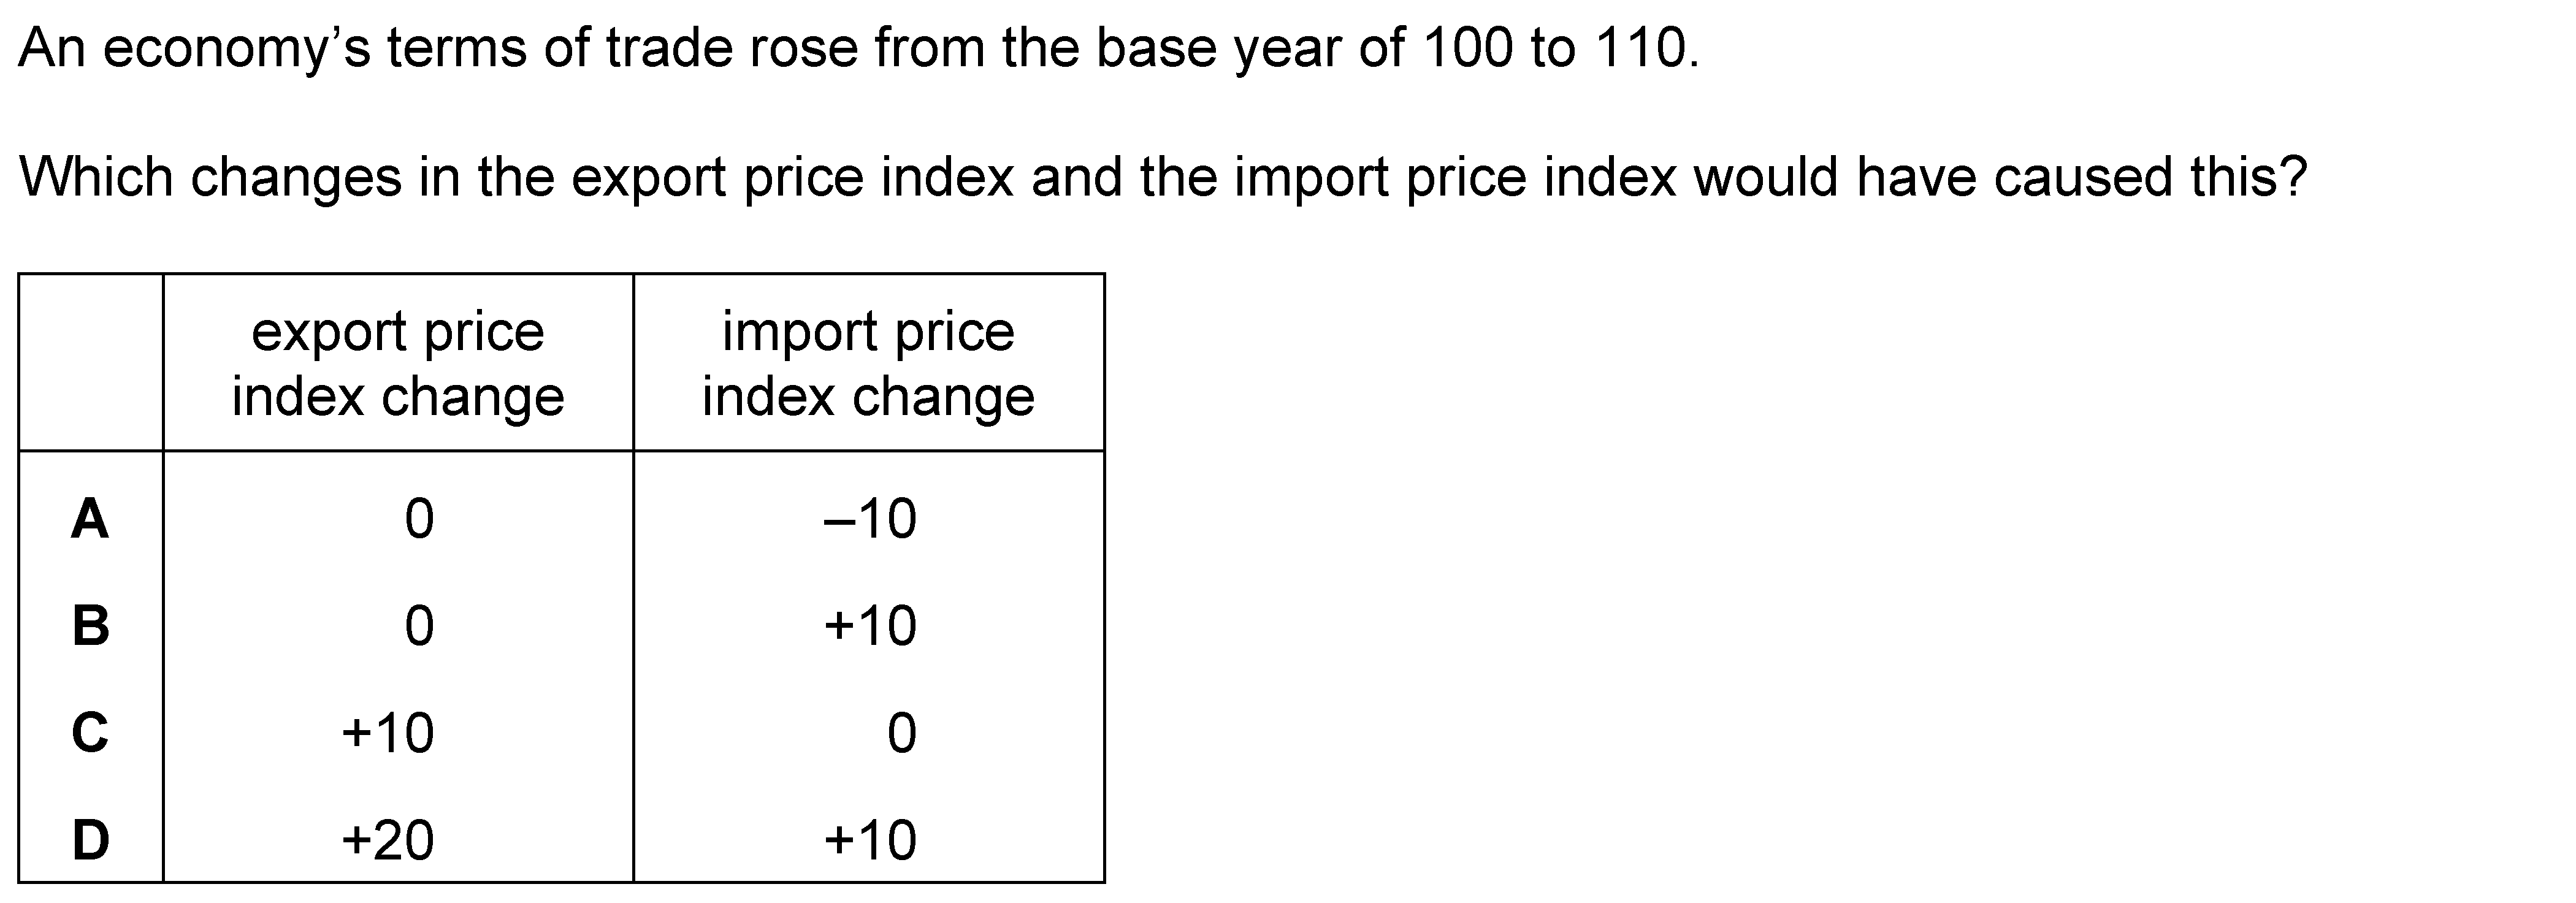 An economy’s terms of trade rose from the base year of 100 to 110.
Which changes in the export price index and the import price index would have caused this?
export price index change import price index change
A 0 –10
B 0 +10
C +10 0
D +20 +10